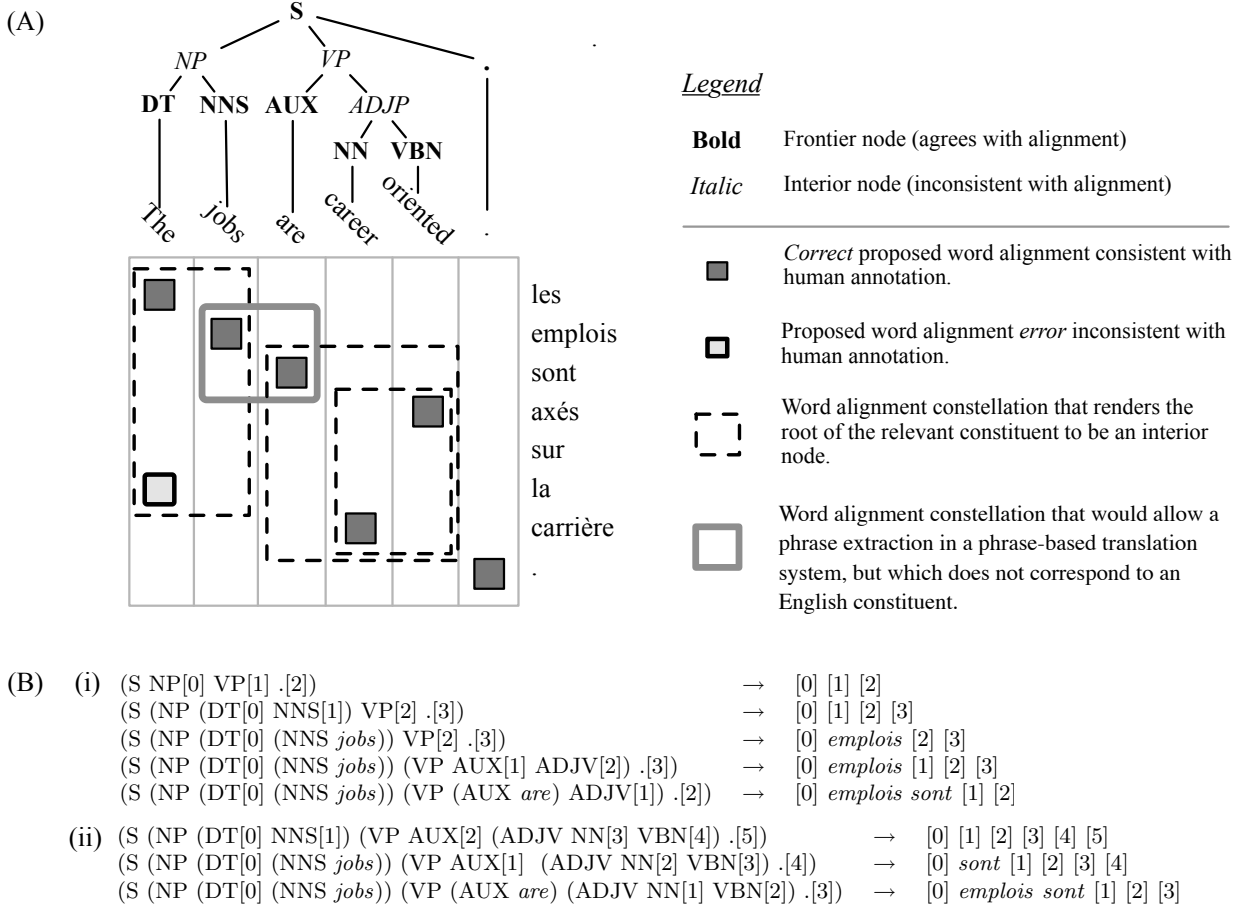 (A)
S
NP VP .
DT NNS AUX ADJP
NN VBN
The jobs are career oriented .
les
emplois
sont
axés
sur
la
carrière
.
Legend
Bold Frontier node (agrees with alignment)
Italic Interior node (inconsistent with alignment)
Correct proposed word alignment consistent with
human annotation.
Proposed word alignment error inconsistent with
human annotation.
Word alignment constellation that renders the
root of the relevant constituent to be an interior
node.
Word alignment constellation that would allow a
phrase extraction in a phrase-based translation
system, but which does not correspond to an
English constituent.
(B) (i) (S NP[0] VP[1] .[2]) → [0] [1] [2]
(S (NP (DT[0] NNS[1]) VP[2] .[3]) → [0] [1] [2] [3]
(S (NP (DT[0] (NNS jobs)) VP[2] .[3]) → [0] emplois [2] [3]
(S (NP (DT[0] (NNS jobs)) (VP AUX[1] ADJV[2]) .[3]) → [0] emplois [1] [2] [3]
(S (NP (DT[0] (NNS jobs)) (VP (AUX are) ADJV[1]) .[2]) → [0] emplois sont [1] [2]
(ii) (S (NP (DT[0] NNS[1]) (VP AUX[2] (ADJV NN[3] VBN[4]) .[5]) → [0] [1] [2] [3] [4] [5]
(S (NP (DT[0] (NNS jobs)) (VP AUX[1] (ADJV NN[2] VBN[3]) .[4]) → [0] sont [1] [2] [3] [4]
(S (NP (DT[0] (NNS jobs)) (VP (AUX are) (ADJV NN[1] VBN[2]) .[3]) → [0] emplois sont [1] [2] [3]